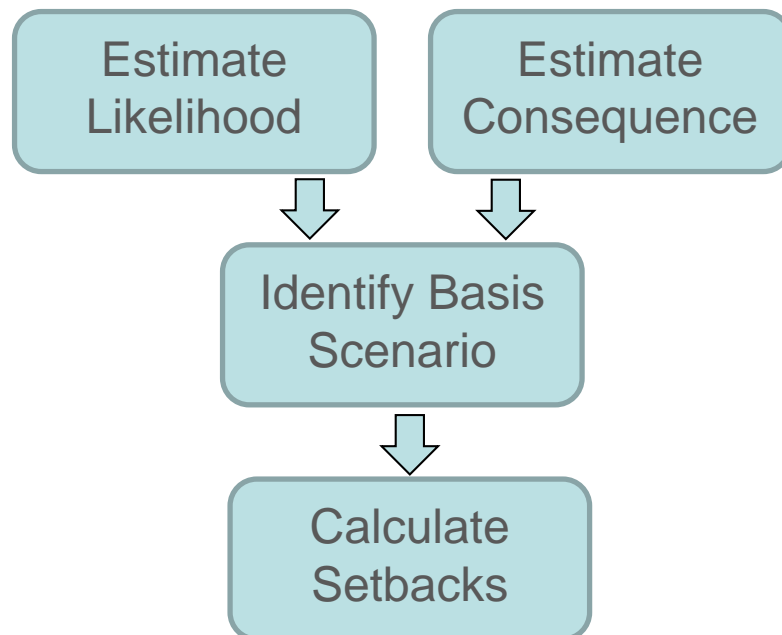 Estimate
Likelihood
Estimate
Consequence
Identify Basis
Scenario
Calculate
Setbacks